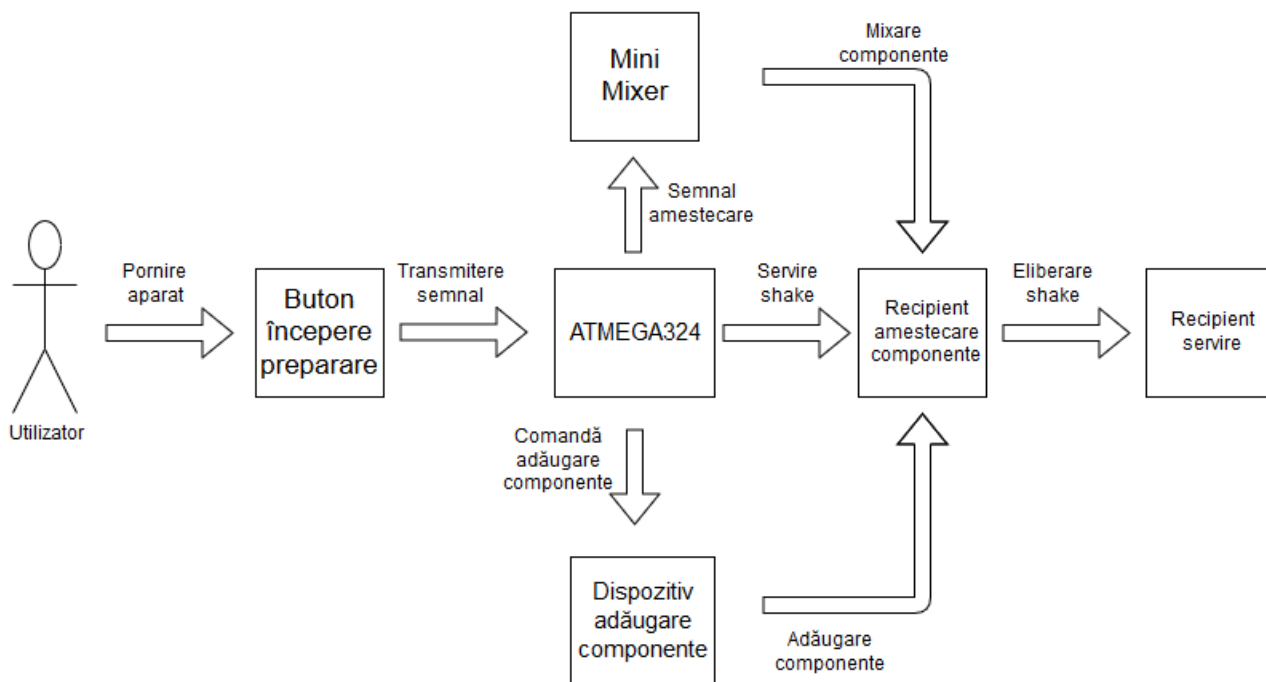 Mini
Mixer
Mixare
componente
Semnal
amestecare
Pornire
aparat
Buton
începere
preparare
Transmitere
semnal
ATMEGA324
Servire
shake
Recipient
amestecare
componente
Eliberare
shake
Recipient
servire
Utilizator
Comandă
adăugare
componente
Dispozitiv
adăugare
componente
Adăugare
componente